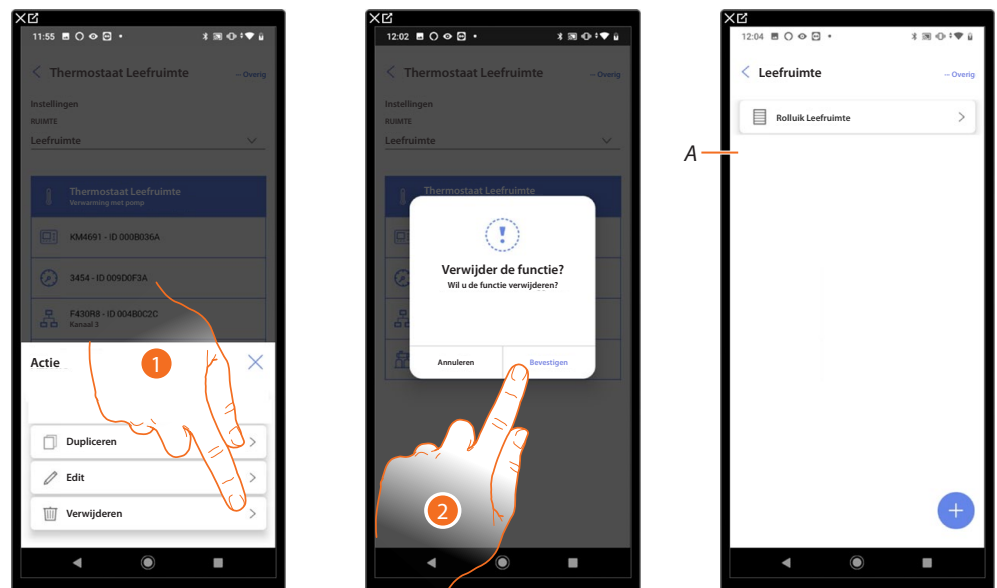 11:55
Thermostaat Leefruimte
-- Overig
Instellingen
RUIMTE
Leefruimte
Thermostaat Leefruimte
Verwarming met pomp
KM4691 - ID 000B036A
3454 - ID 009D0F3A
F430R8 - ID 004B0C2C
Kanaal 3
Actie
1
Dupliceren
Edit
Verwijderen
12:02
Thermostaat Leefruimte
-- Overig
Instellingen
RUIMTE
Leefruimte
Thermostaat Leefruimte
Verwijder de functie?
Wil u de functie verwijderen?
Annuleren
Bevestigen
2
12:04
Leefruimte
-- Overig
Rolluik Leefruimte
A